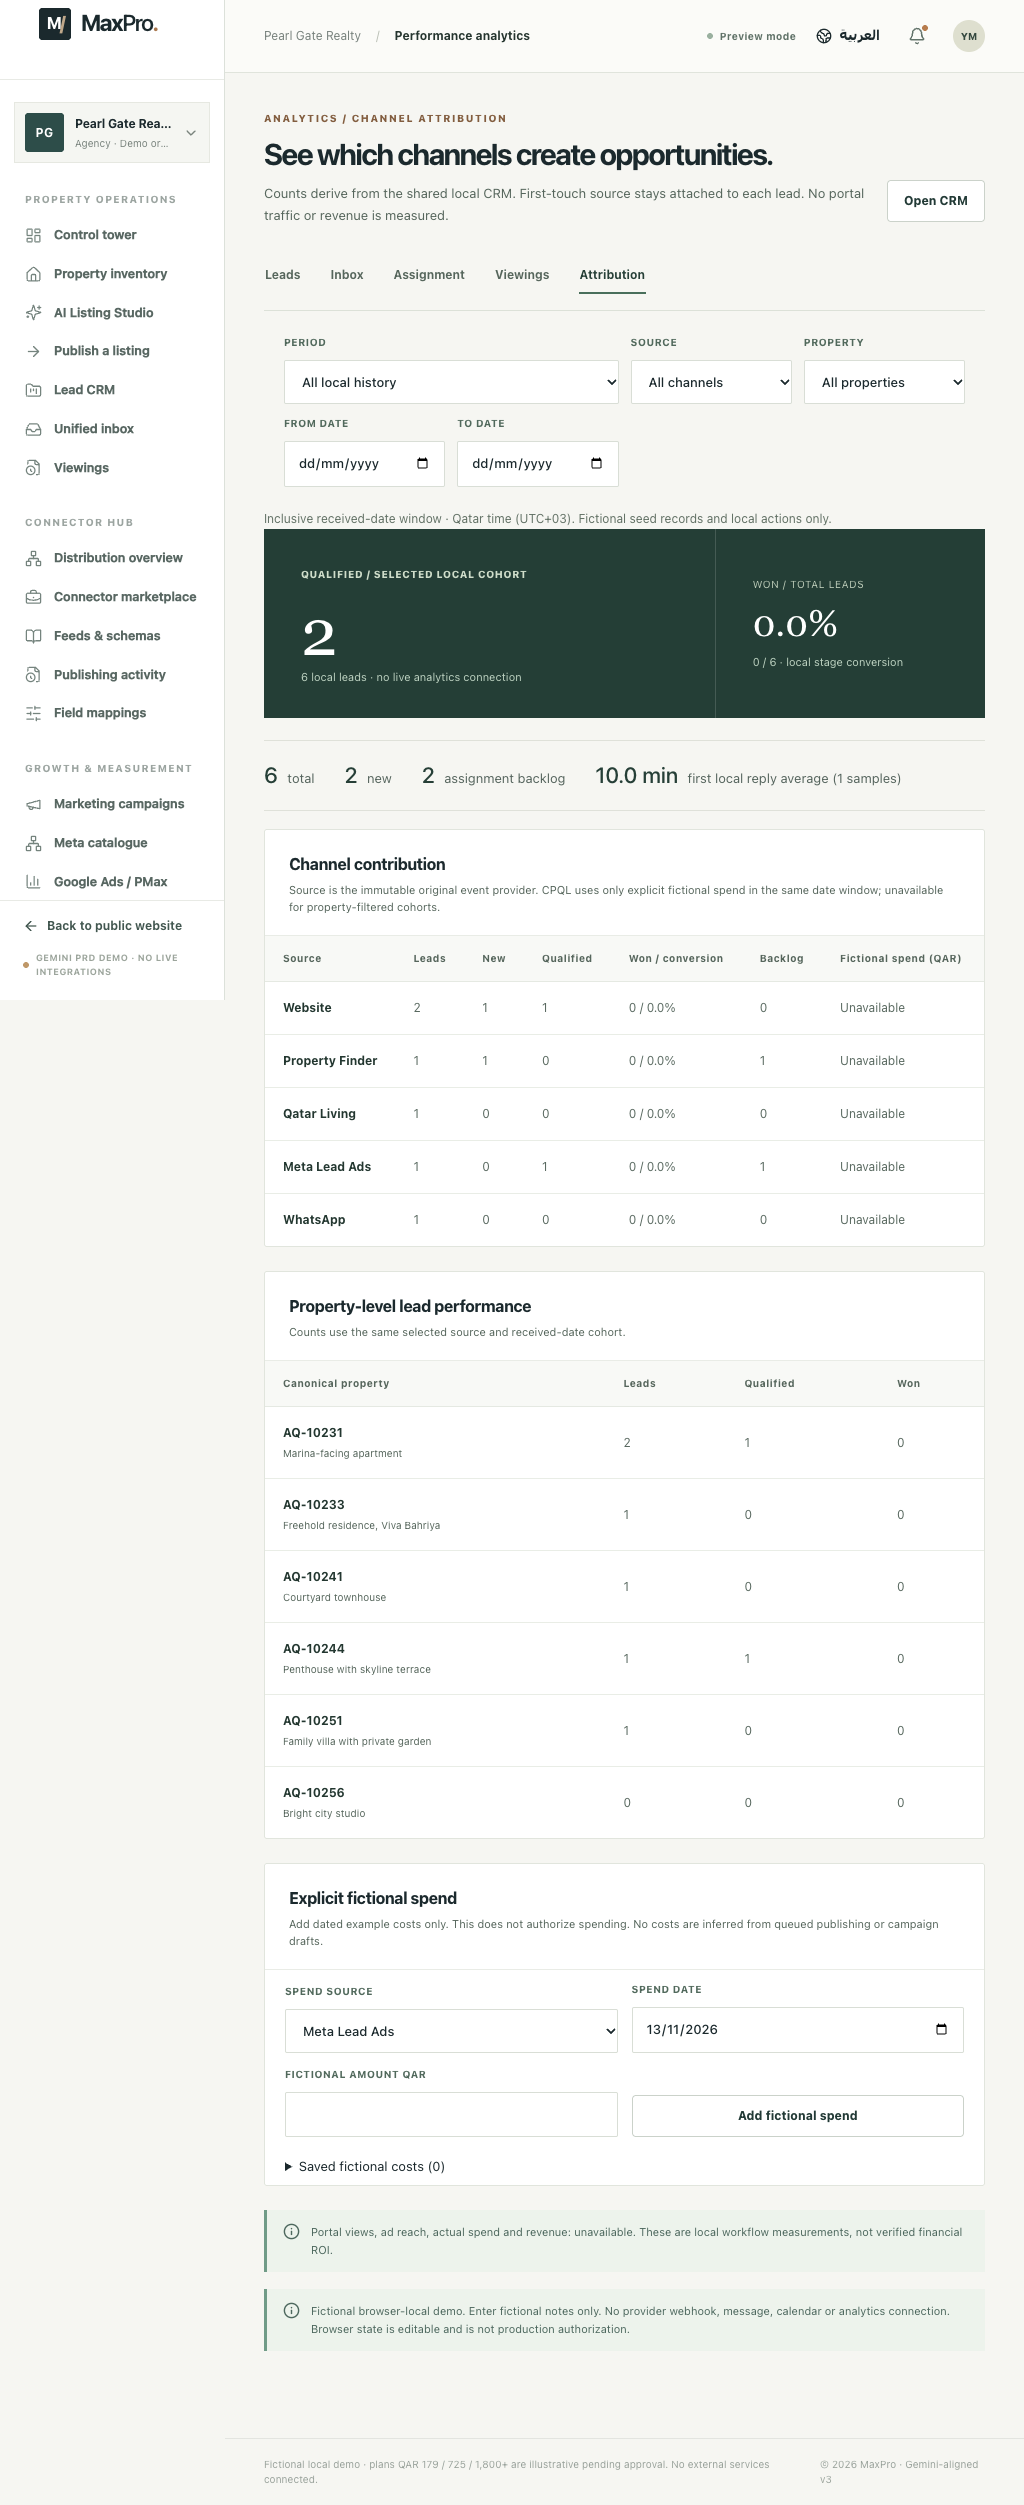 M/ MaxPro.
PG
Pearl Gate Rea...
Agency · Demo or...
PROPERTY OPERATIONS
Control tower
Property inventory
AI Listing Studio
Publish a listing
Lead CRM
Unified inbox
Viewings
CONNECTOR HUB
Distribution overview
Connector marketplace
Feeds & schemas
Publishing activity
Field mappings
GROWTH & MEASUREMENT
Marketing campaigns
Meta catalogue
Google Ads / PMax
Back to public website
GEMINI PRD DEMO · NO LIVE
INTEGRATIONS
Pearl Gate Realty / Performance analytics
Preview mode
العربية
YM
ANALYTICS / CHANNEL ATTRIBUTION
See which channels create opportunities.
Counts derive from the shared local CRM. First-touch source stays attached to each lead. No portal
traffic or revenue is measured.
Open CRM
Leads Inbox Assignment Viewings Attribution
PERIOD SOURCE PROPERTY
All local history All channels All properties
FROM DATE TO DATE
dd/mm/yyyy dd/mm/yyyy
Inclusive received-date window · Qatar time (UTC+03). Fictional seed records and local actions only.
QUALIFIED / SELECTED LOCAL COHORT
2
6 local leads · no live analytics connection
WON / TOTAL LEADS
0.0%
0 / 6 · local stage conversion
6 total 2 new 2 assignment backlog 10.0 min first local reply average (1 samples)
Channel contribution
Source is the immutable original event provider. CPQL uses only explicit fictional spend in the same date window; unavailable
for property-filtered cohorts.
Source Leads New Qualified Won / conversion Backlog Fictional spend (QAR)
Website 2 1 1 0 / 0.0% 0 Unavailable
Property Finder 1 1 0 0 / 0.0% 1 Unavailable
Qatar Living 1 0 0 0 / 0.0% 0 Unavailable
Meta Lead Ads 1 0 1 0 / 0.0% 1 Unavailable
WhatsApp 1 0 0 0 / 0.0% 0 Unavailable
Property-level lead performance
Counts use the same selected source and received-date cohort.
Canonical property Leads Qualified Won
AQ-10231
Marina-facing apartment
2 1 0
AQ-10233
Freehold residence, Viva Bahriya
1 0 0
AQ-10241
Courtyard townhouse
1 0 0
AQ-10244
Penthouse with skyline terrace
1 1 0
AQ-10251
Family villa with private garden
1 0 0
AQ-10256
Bright city studio
0 0 0
Explicit fictional spend
Add dated example costs only. This does not authorize spending. No costs are inferred from queued publishing or campaign
drafts.
SPEND SOURCE SPEND DATE
Meta Lead Ads 13/11/2026
FICTIONAL AMOUNT QAR
Add fictional spend
Saved fictional costs (0)
Portal views, ad reach, actual spend and revenue: unavailable. These are local workflow measurements, not verified financial
ROI.
Fictional browser-local demo. Enter fictional notes only. No provider webhook, message, calendar or analytics connection.
Browser state is editable and is not production authorization.
Fictional local demo · plans QAR 179 / 725 / 1,800+ are illustrative pending approval. No external services
connected.
© 2026 MaxPro · Gemini-aligned
v3